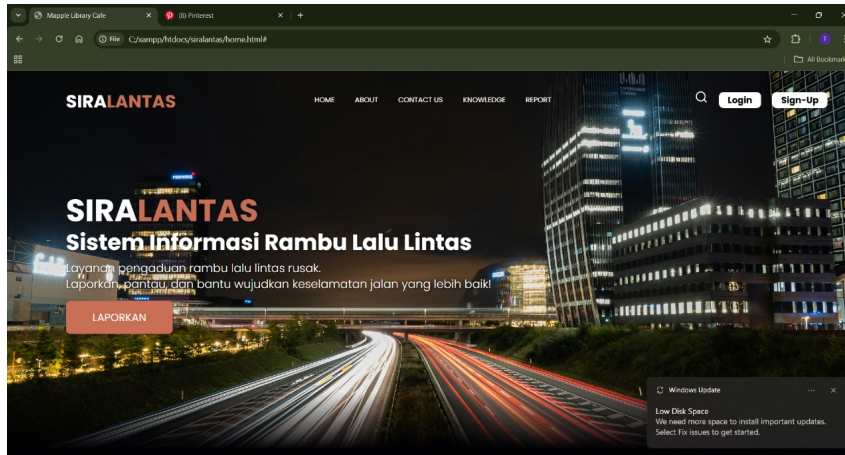 Mapple Library Cafe
(8) Pinterest
File
C:/xampp/htdocs/siralantas/home.html#
All Bookmark
SIRALANTAS
HOME
ABOUT
CONTACT US
KNOWLEDGE
REPORT
Login
Sign-Up
SIRALANTAS
Sistem Informasi Rambu Lalu Lintas
Layanan pengaduan rambu lalu lintas rusak.
Laporkan, pantau, dan bantu wujudkan keselamatan jalan yang lebih baik!
LAPORKAN
Windows Update
Low Disk Space
We need more space to install important updates.
Select Fix issues to get started.